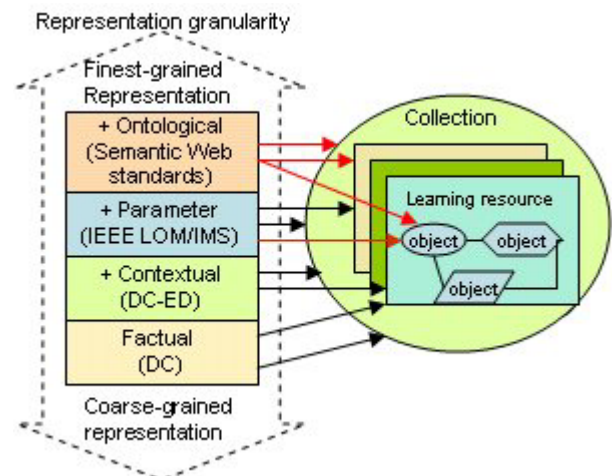 Representation granularity
Finest-grained
Representation
+ Ontological
(Semantic Web
standards)
+ Parameter
(IEEE LOM/IMS)
+ Contextual
(DC-ED)
Factual
(DC)
Coarse-grained
representation
Collection
Learning resource
object
object
object